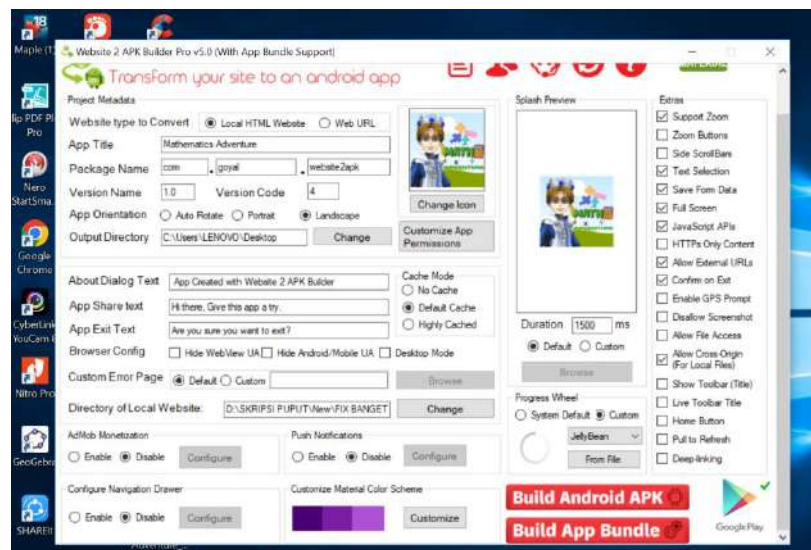 Maple (1
lip PDF Pl
Pro
Nero
StartSma.
Google
Chrome
CyberLink
YouCam
Nitro Pro
GeoGebra
SHAREit
Website 2 APK Builder Pro v5.0 (With App Bundle Support)
Transform your site to an android app
Project Metadata
Website type to Convert
Local HTML Website
Web URL
App Title
Mathematics Adventure
Package Name
com . goyal . website2apk
Version Name
1.0
Version Code
4
App Orientation
Auto Rotate
Portrait
Landscape
Output Directory
C:\Users\LENOVO\Desktop
Change
Change Icon
Customize App
Permissions
About Dialog Text
App Created with Website 2 APK Builder
App Share text
Hi there, Give this app a try.
App Exit Text
Are you sure you want to exit?
Browser Config
Hide WebView UA
Hide Android/Mobile UA
Desktop Mode
Custom Error Page
Default
Custom
Browse
Directory of Local Website:
D:\SKRIPSI PUPUT\New\FIX BANGET
Change
Cache Mode
No Cache
Default Cache
Highly Cached
AdMob Monetization
Enable
Disable
Configure
Push Notifications
Enable
Disable
Configure
Configure Navigation Drawer
Enable
Disable
Configure
Customize Material Color Scheme
Customize
Splash Preview
Duration
1500
ms
Default
Custom
Browse
Progress Wheel
System Default
Custom
JellyBean
From File
Extras
Support Zoom
Zoom Buttons
Side ScrollBars
Text Selection
Save Form Data
Full Screen
JavaScript APIs
HTTPs Only Content
Allow External URLs
Confirm on Exit
Enable GPS Prompt
Disallow Screenshot
Allow File Access
Allow Cross-Origin
(For Local Files)
Show Toolbar (Title)
Live Toolbar Title
Home Button
Pull to Refresh
Deep-linking
Build Android APK
Build App Bundle
Google Play